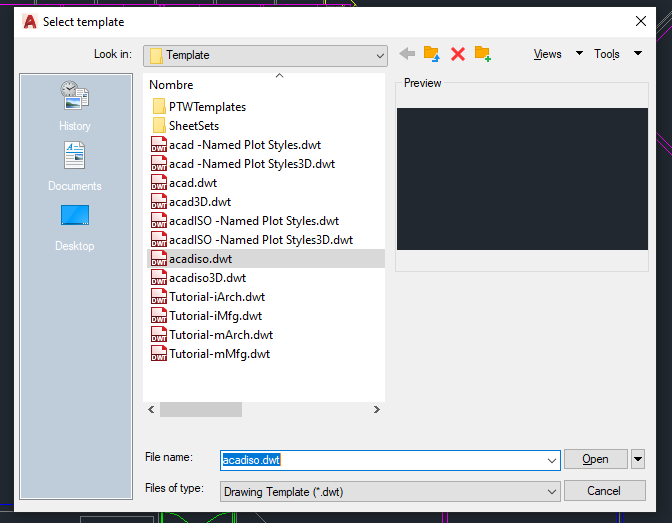 Select template
Look in: Template Views Tools
Nombre
PTWTemplates
SheetSets
acad -Named Plot Styles.dwt
acad -Named Plot Styles3D.dwt
acad.dwt
acad3D.dwt
acadISO -Named Plot Styles.dwt
acadISO -Named Plot Styles3D.dwt
acadiso.dwt
acadiso3D.dwt
Tutorial-iArch.dwt
Tutorial-iMfg.dwt
Tutorial-mArch.dwt
Tutorial-mMfg.dwt
History
Documents
Desktop
Preview
File name: acadiso.dwt Open
Files of type: Drawing Template (*.dwt) Cancel